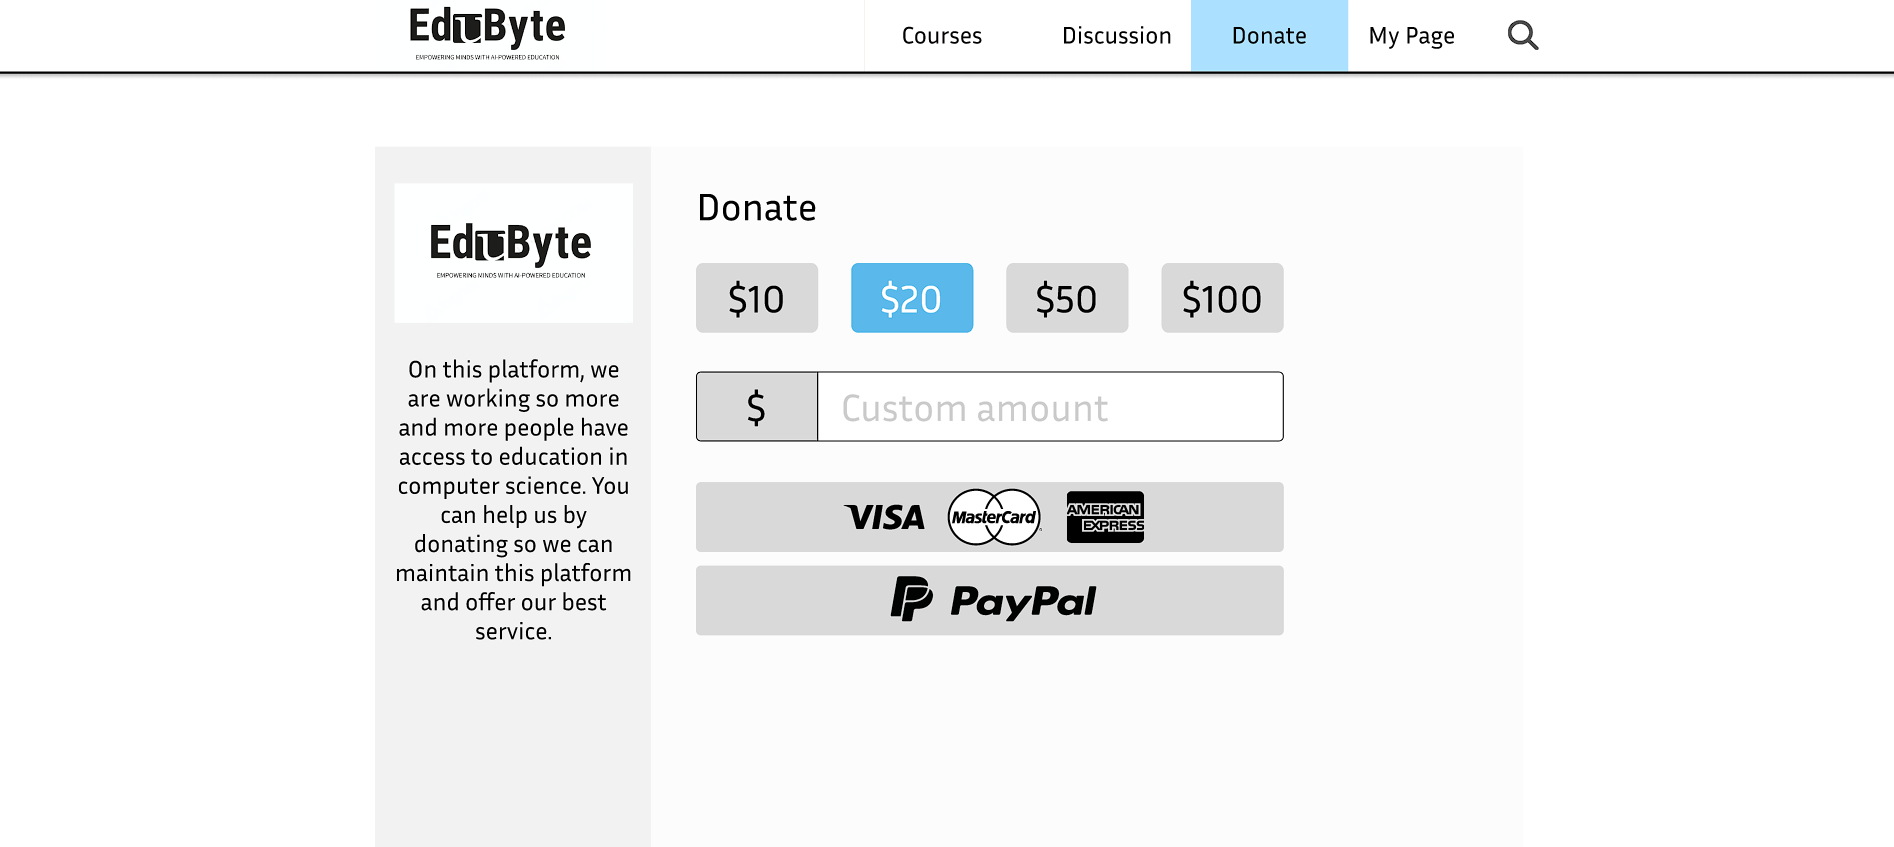 EduByte
EMPOWERING MINDS WITH AI-POWERED EDUCATION
Courses
Discussion
Donate
My Page
EduByte
EMPOWERING MINDS WITH AI-POWERED EDUCATION
On this platform, we
are working so more
and more people have
access to education in
computer science. You
can help us by
donating so we can
maintain this platform
and offer our best
service.
Donate
$10
$20
$50
$100
$
Custom amount
VISA
MasterCard
AMERICAN
EXPRESS
PayPal